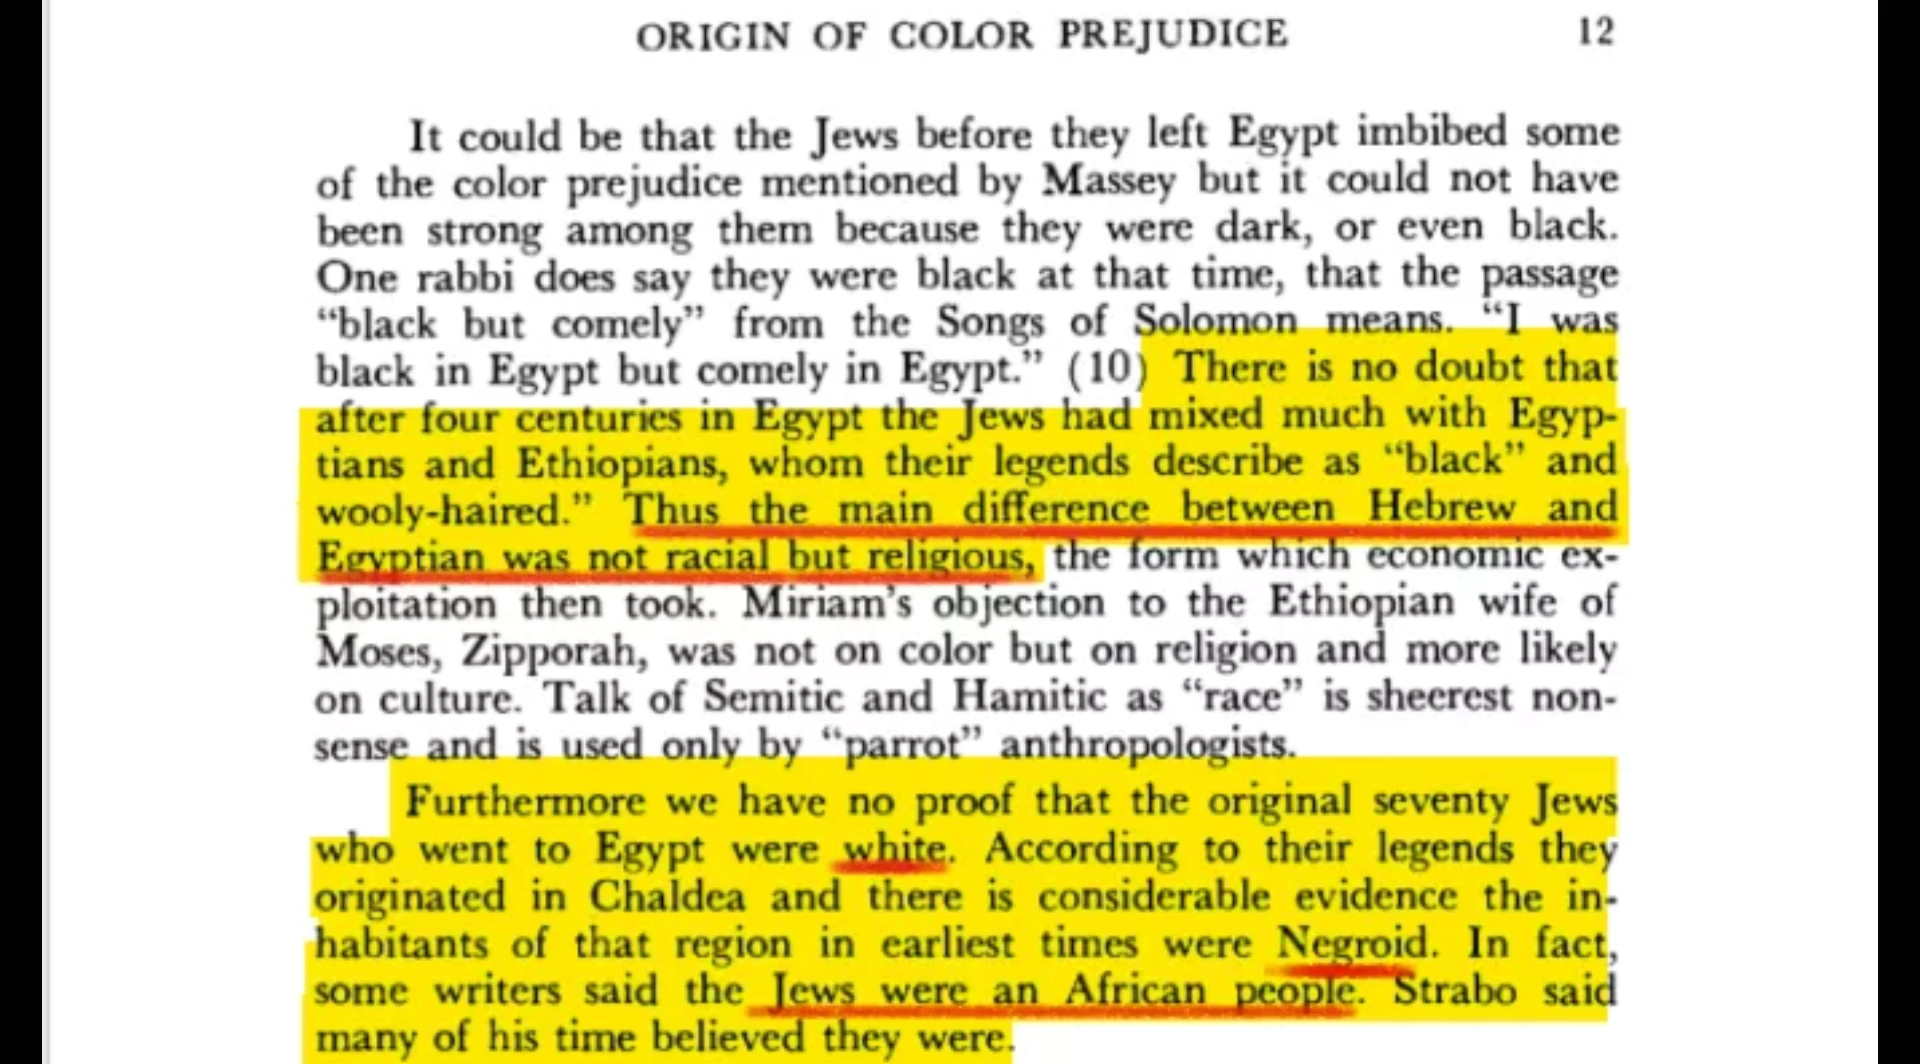 ORIGIN OF COLOR PREJUDICE 12
It could be that the Jews before they left Egypt imbibed some
of the color prejudice mentioned by Massey but it could not have
been strong among them because they were dark, or even black.
One rabbi does say they were black at that time, that the passage
“black but comely” from the Songs of Solomon means. “I was
black in Egypt but comely in Egypt.” (10) There is no doubt that
after four centuries in Egypt the Jews had mixed much with Egyp-
tians and Ethiopians, whom their legends describe as “black” and
wooly-haired.” Thus the main difference between Hebrew and
Egyptian was not racial but religious, the form which economic ex-
ploitation then took. Miriam’s objection to the Ethiopian wife of
Moses, Zipporah, was not on color but on religion and more likely
on culture. Talk of Semitic and Hamitic as “race” is sheerest non-
sense and is used only by “parrot” anthropologists.
Furthermore we have no proof that the original seventy Jews
who went to Egypt were white. According to their legends they
originated in Chaldea and there is considerable evidence the in-
habitants of that region in earliest times were Negroid. In fact,
some writers said the Jews were an African people. Strabo said
many of his time believed they were.